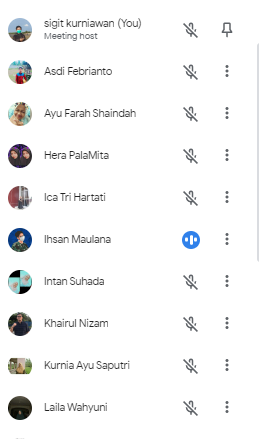 sigit kurniawan (You)
Meeting host
Asdi Febrianto
Ayu Farah Shaindah
Hera PalaMita
Ica Tri Hartati
Ihsan Maulana
Intan Suhada
Khairul Nizam
Kurnia Ayu Saputri
Laila Wahyuni